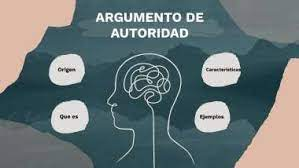 ARGUMENTO DE
AUTORIDAD
Origen
Características
Que es
Ejemplos